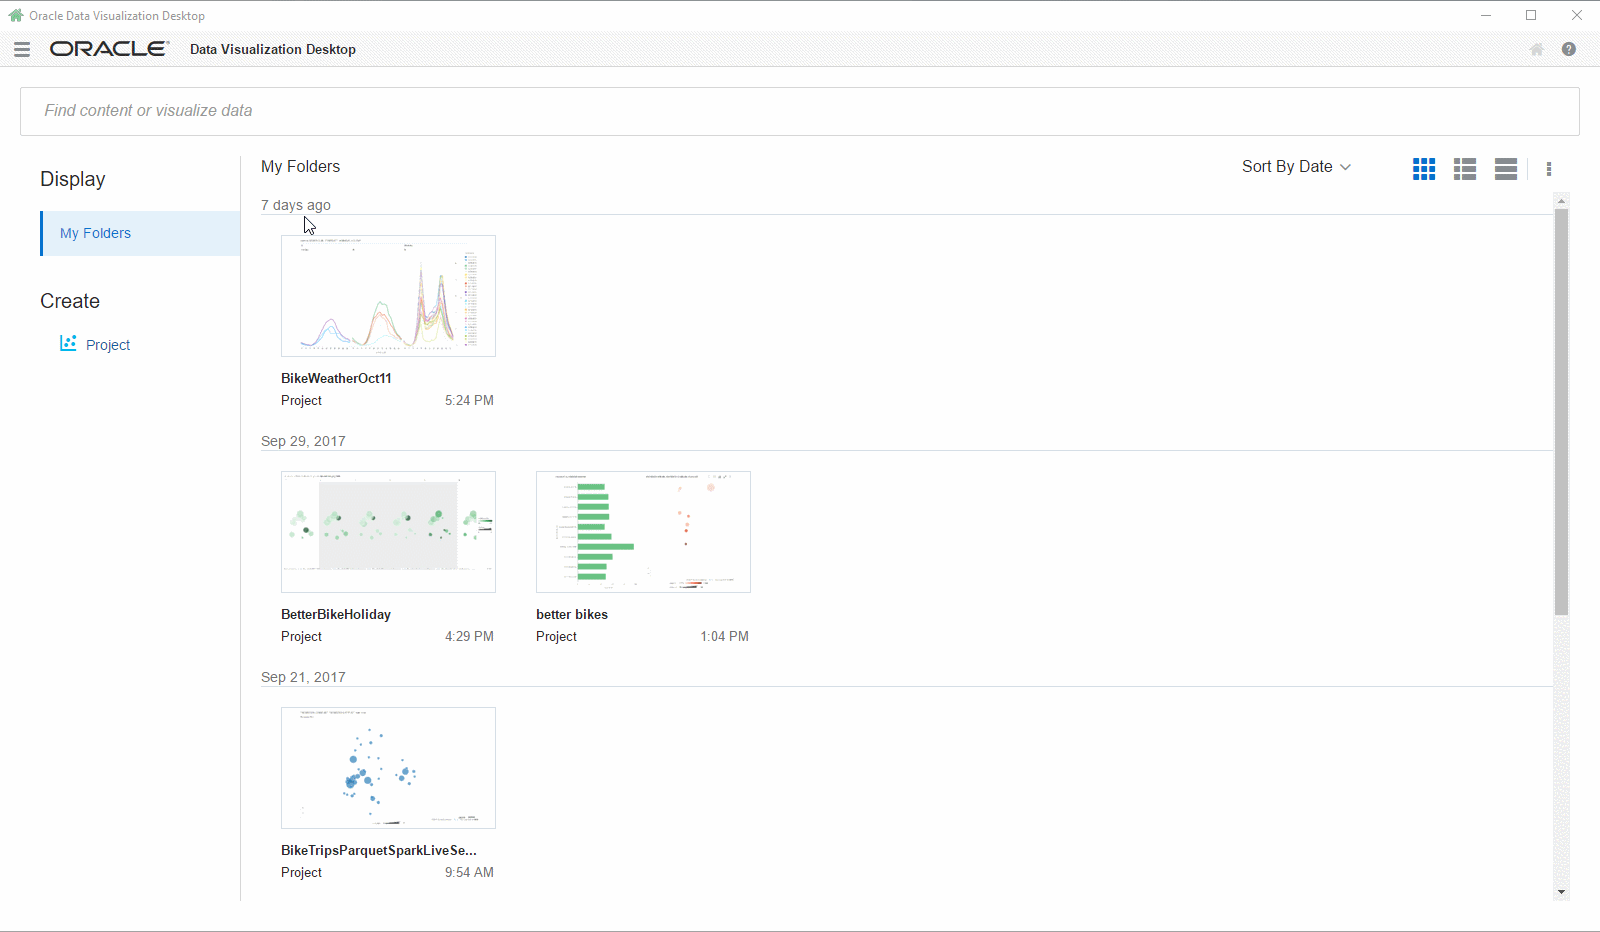 Oracle Data Visualization Desktop
ORACLE Data Visualization Desktop
Find content or visualize data
Display
My Folders
Create
Project
My Folders
Sort By Date
7 days ago
BikeWeatherOct11
Project 5:24 PM
Sep 29, 2017
BetterBikeHoliday
Project 4:29 PM
better bikes
Project 1:04 PM
Sep 21, 2017
BikeTripsParquetSparkLiveSe...
Project 9:54 AM